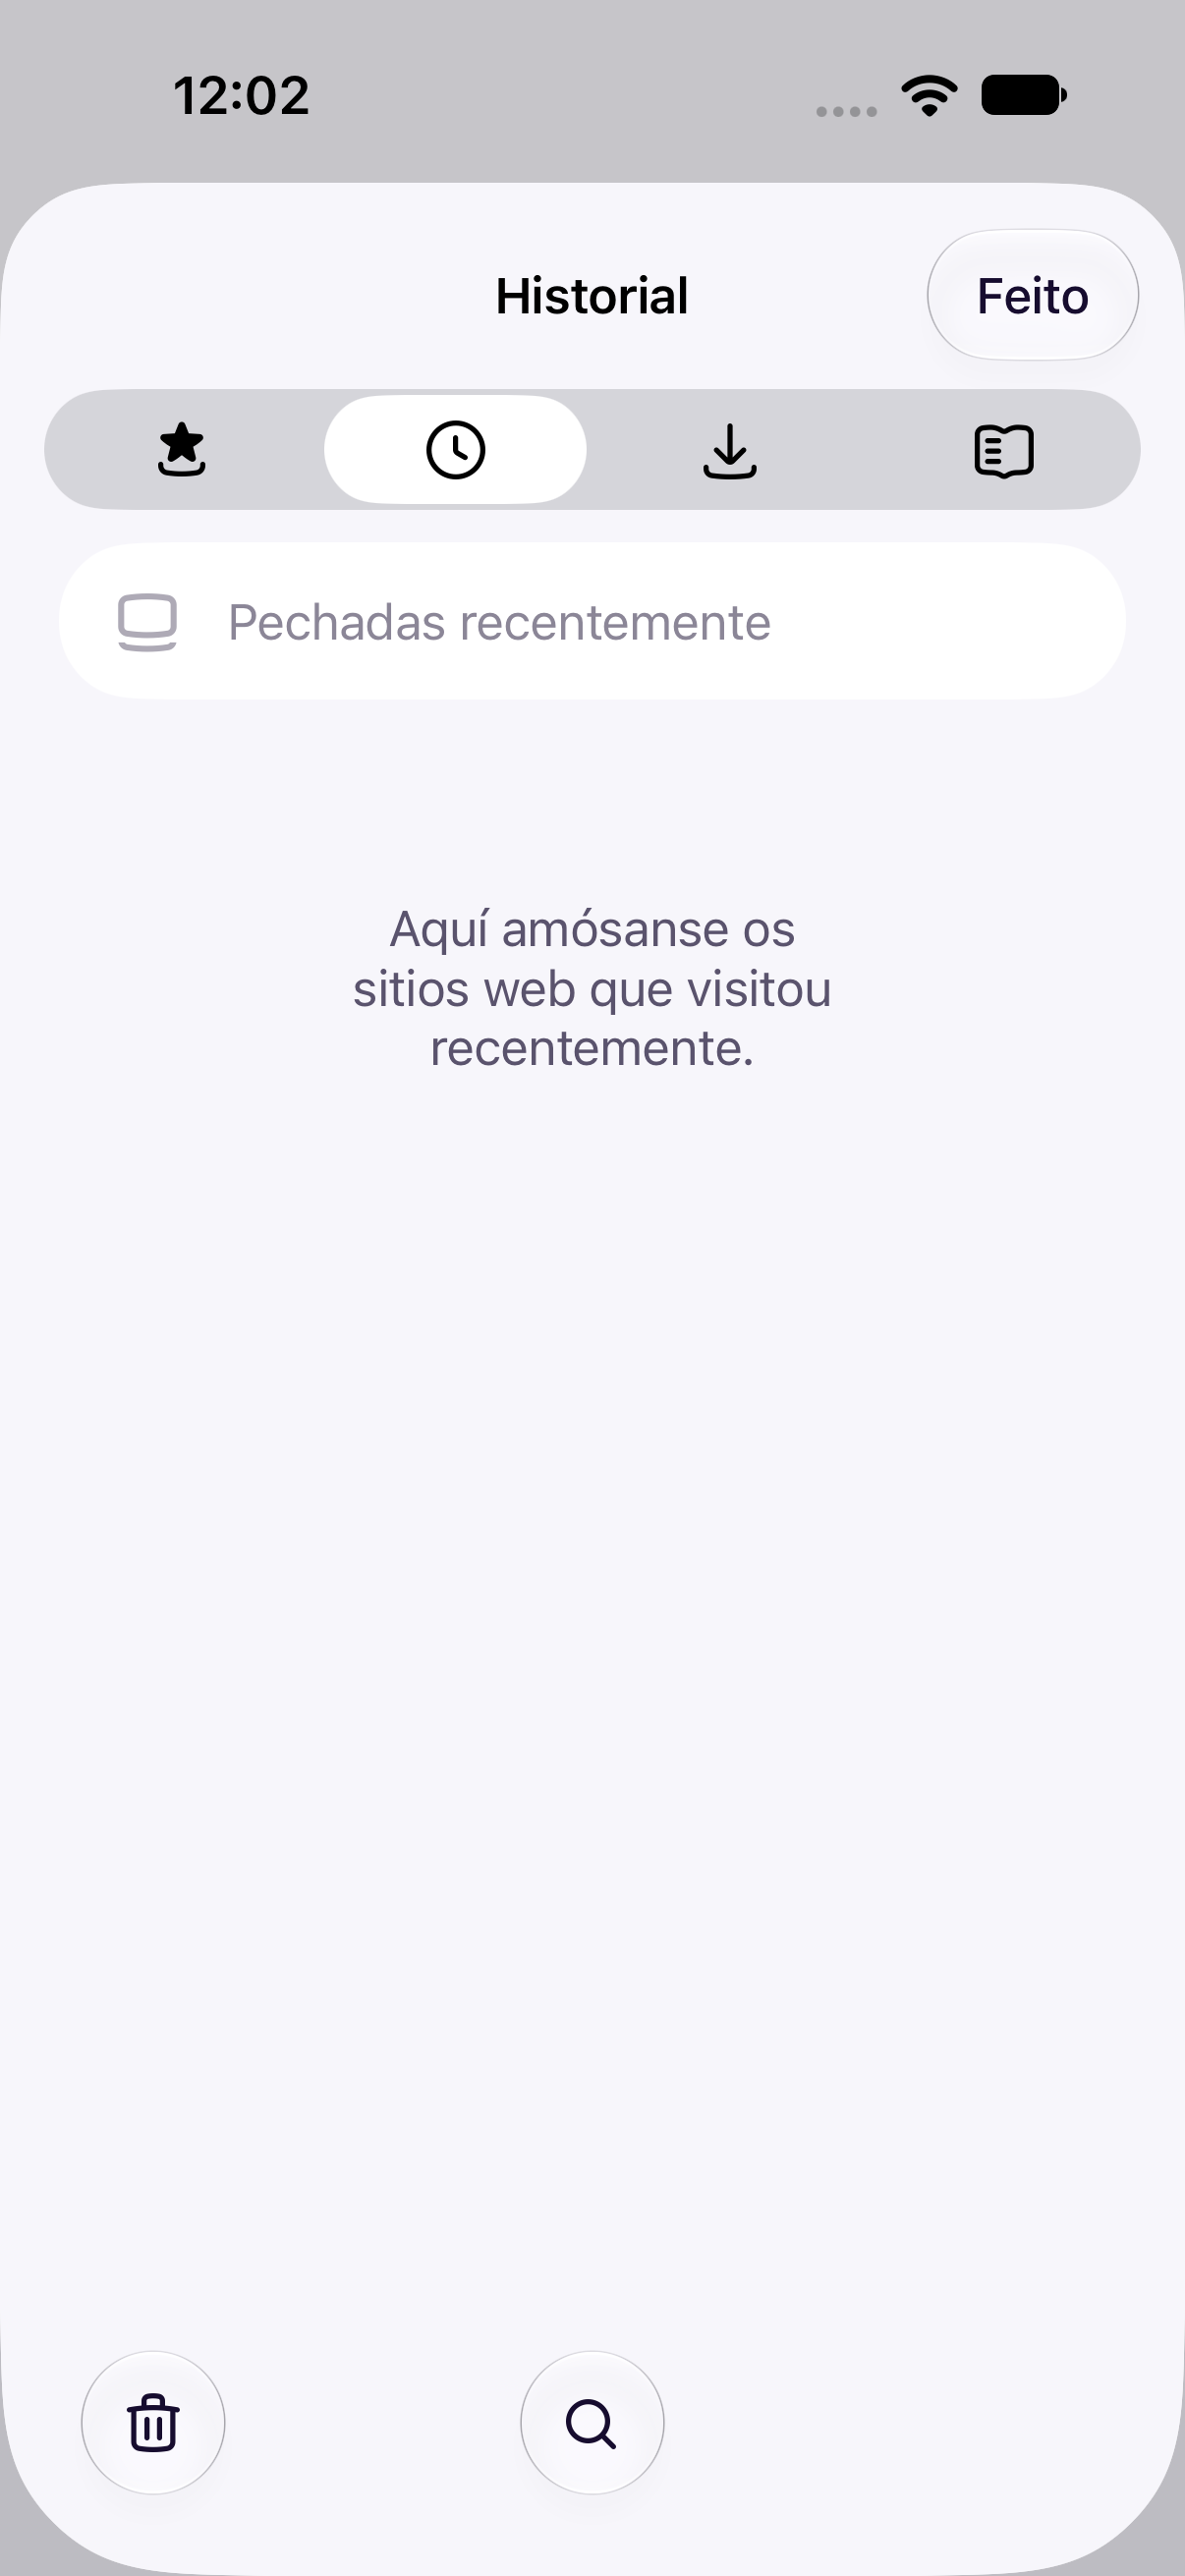 12:02
Historial
Feito
Pechadas recentemente
Aquí amósanse os
sitios web que visitou
recentemente.